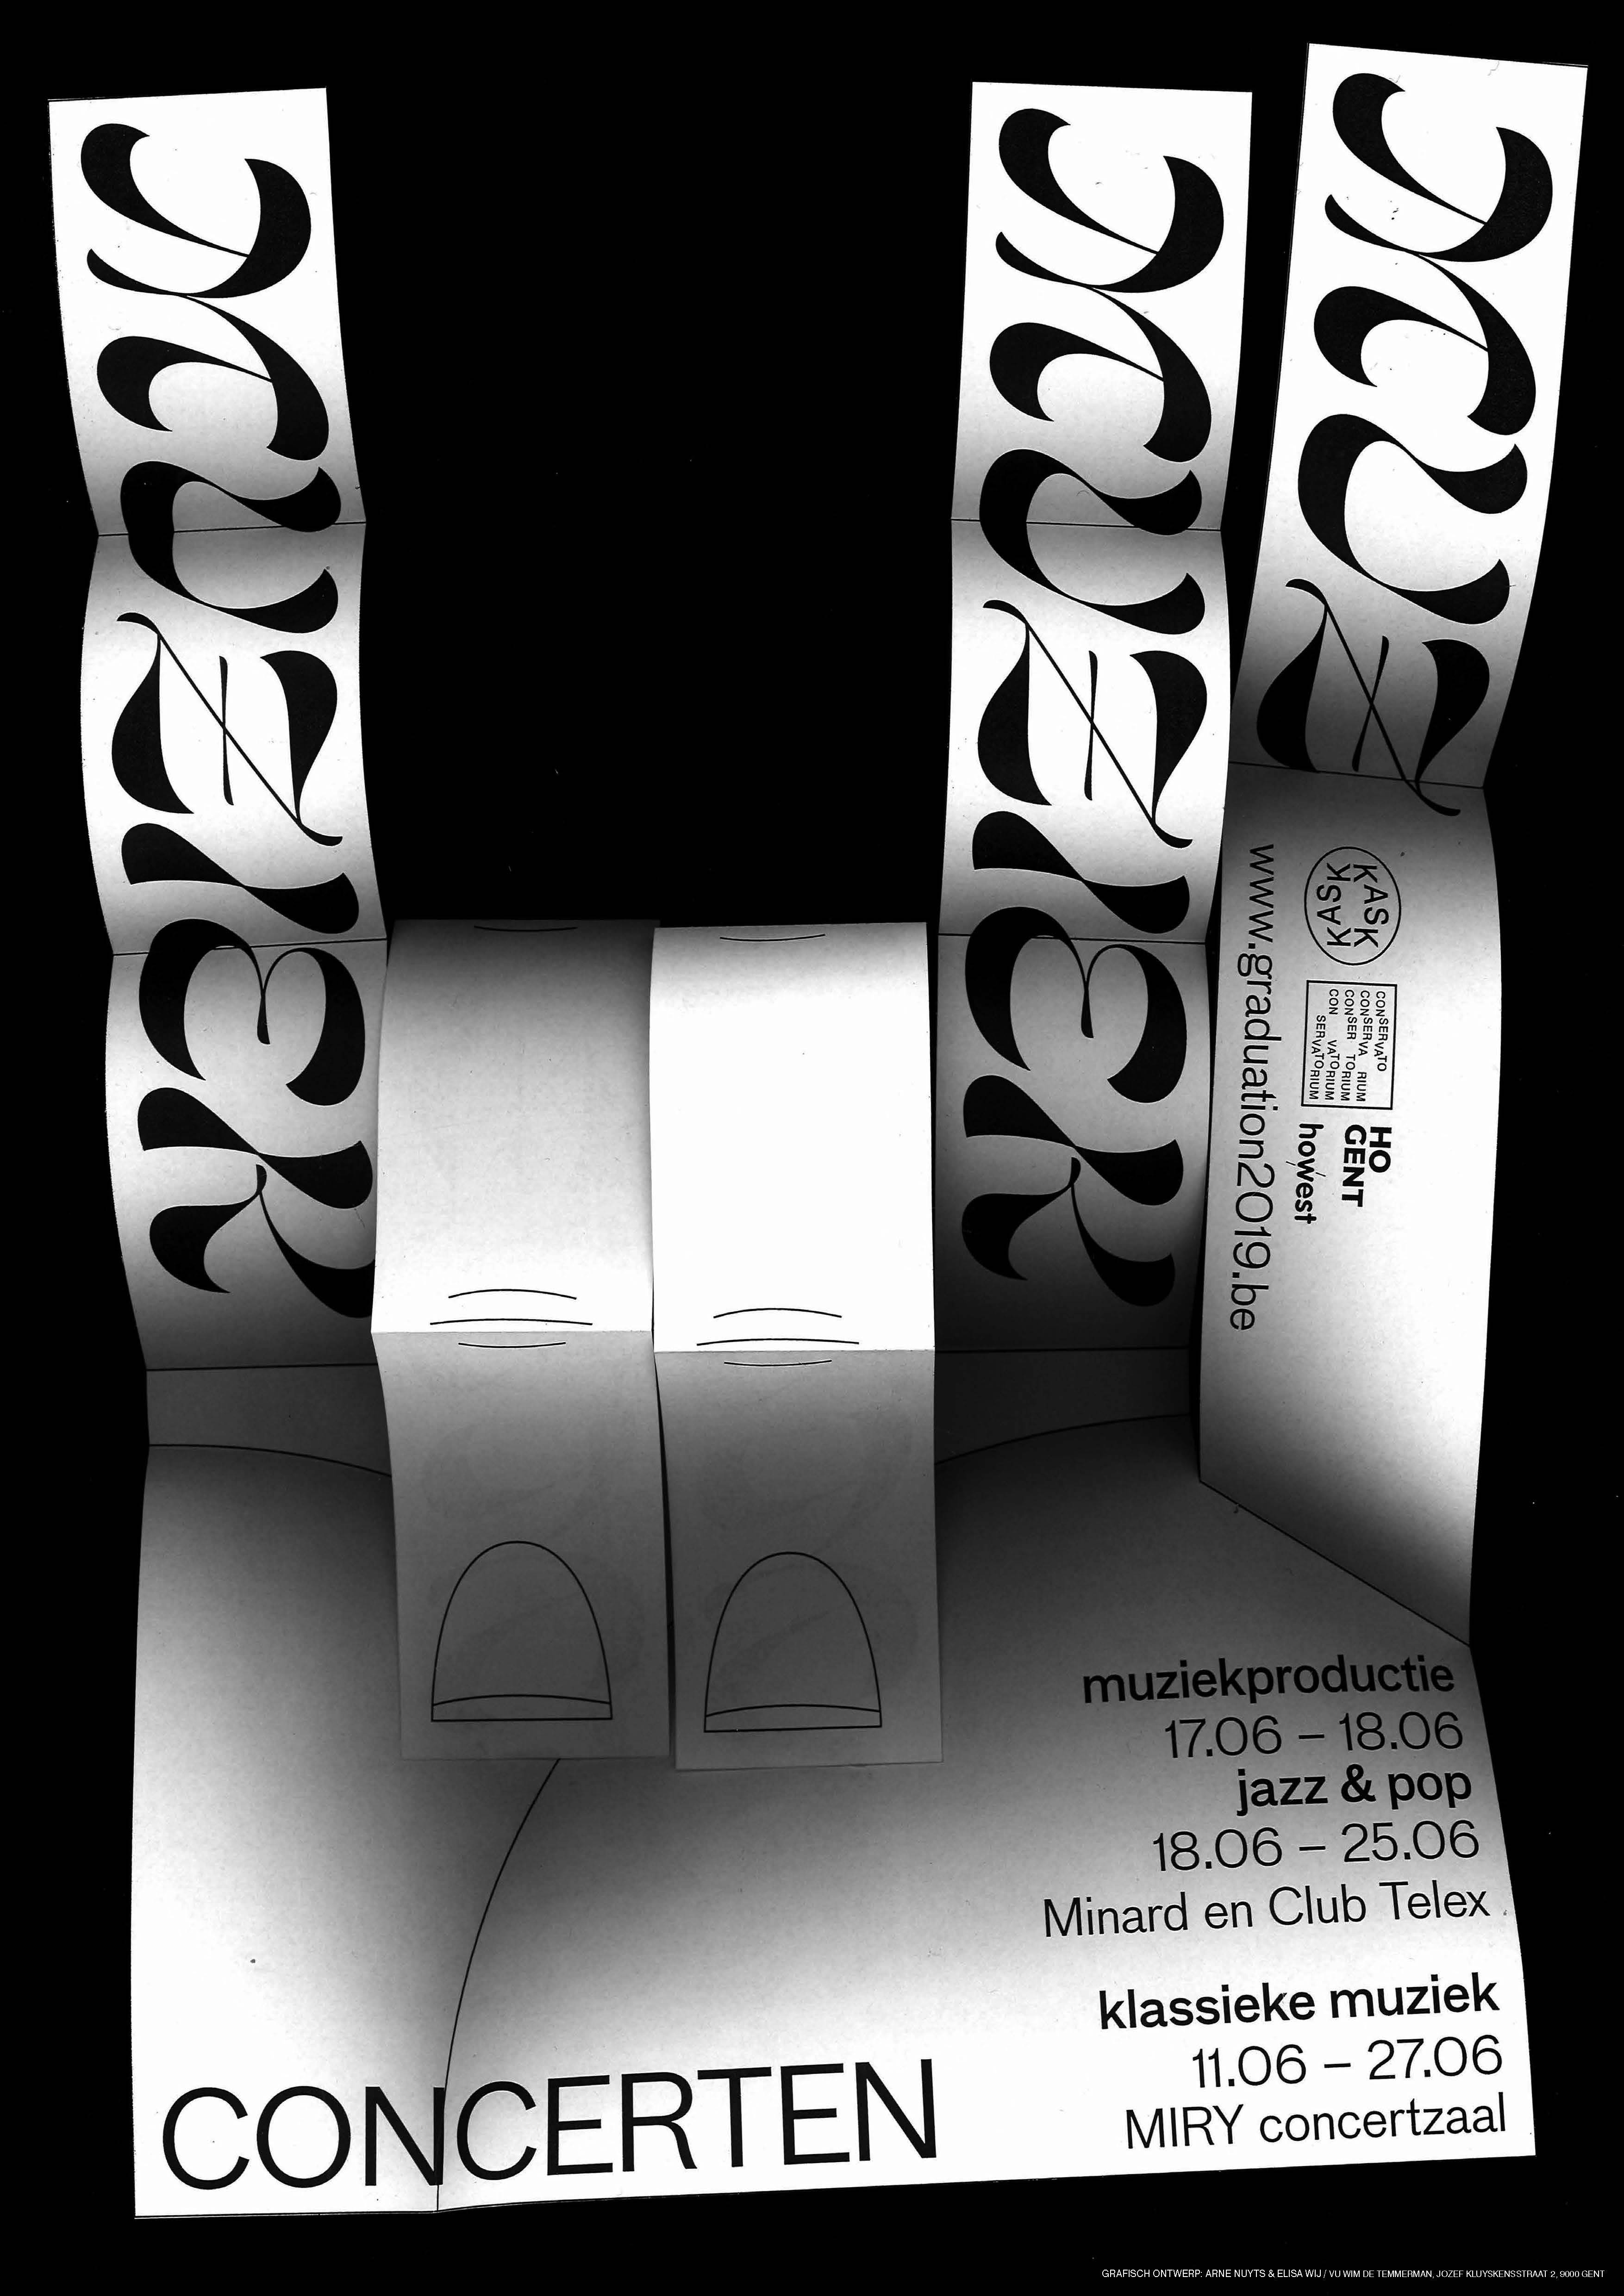 www.graduation2019.be
KASK
KASK
CONSERVATO
CONSERVA RIUM
CONSER TORIUM
CON VATORIUM
SERVATORIUM
HO
GENT
howest
muziekproductie
17.06 – 18.06
jazz & pop
18.06 – 25.06
Minard en Club Telex
klassieke muziek
11.06 – 27.06
MIRY concertzaal
CONCERTEN
GRAFISCH ONTWERP: ARNE NUYTS & ELISA WIJ / VU WIM DE TEMMERMAN, JOZEF KLUYSKENSSTRAAT 2, 9000 GENT